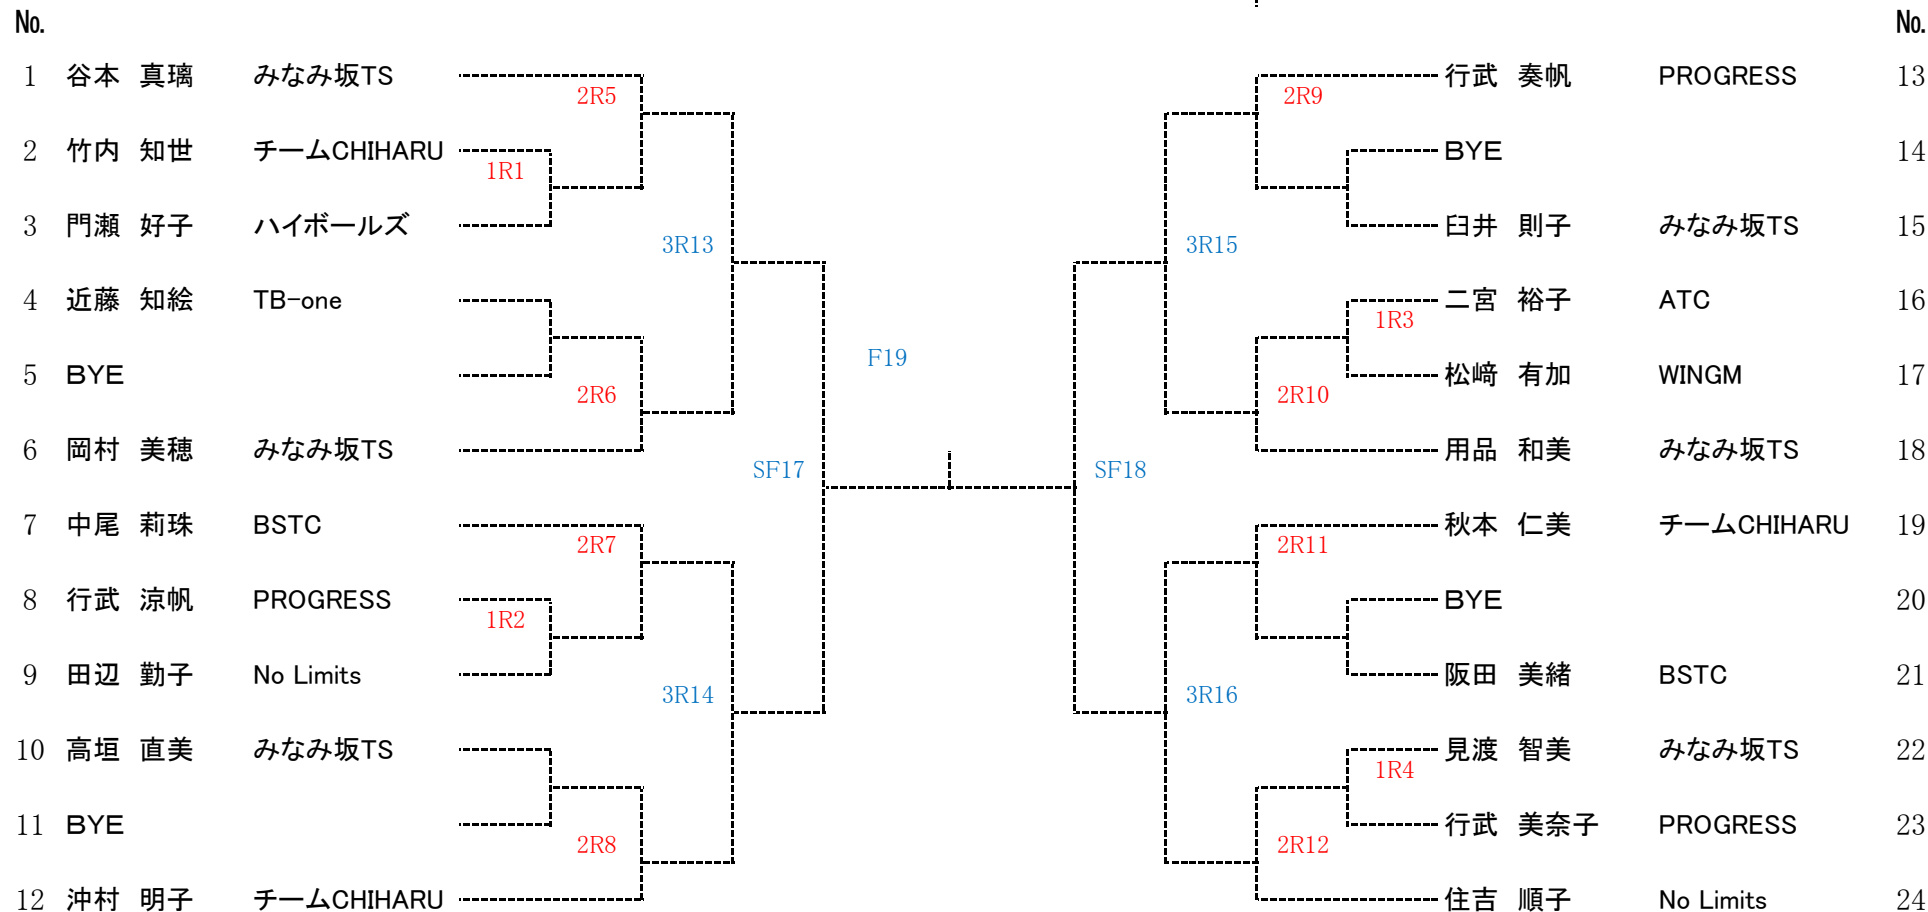 No. No.
1 谷本 真璃 みなみ坂TS 行武 奏帆 PROGRESS 13
2R5 2R9
2 竹内 知世 チームCHIHARU BYE 14
1R1
3 門瀬 好子 ハイボールズ 臼井 則子 みなみ坂TS 15
3R13 3R15
4 近藤 知絵 TB-one 二宮 裕子 ATC 16
1R3
F19
5 BYE 松﨑 有加 WINGM 17
2R6 2R10
6 岡村 美穂 みなみ坂TS 用品 和美 みなみ坂TS 18
SF17 SF18
7 中尾 莉珠 BSTC 秋本 仁美 チームCHIHARU 19
2R7 2R11
8 行武 涼帆 PROGRESS BYE 20
1R2
9 田辺 勤子 No Limits 阪田 美緒 BSTC 21
3R14 3R16
10 高垣 直美 みなみ坂TS 見渡 智美 みなみ坂TS 22
1R4
11 BYE 行武 美奈子 PROGRESS 23
2R8 2R12
12 沖村 明子 チームCHIHARU 住吉 順子 No Limits 24